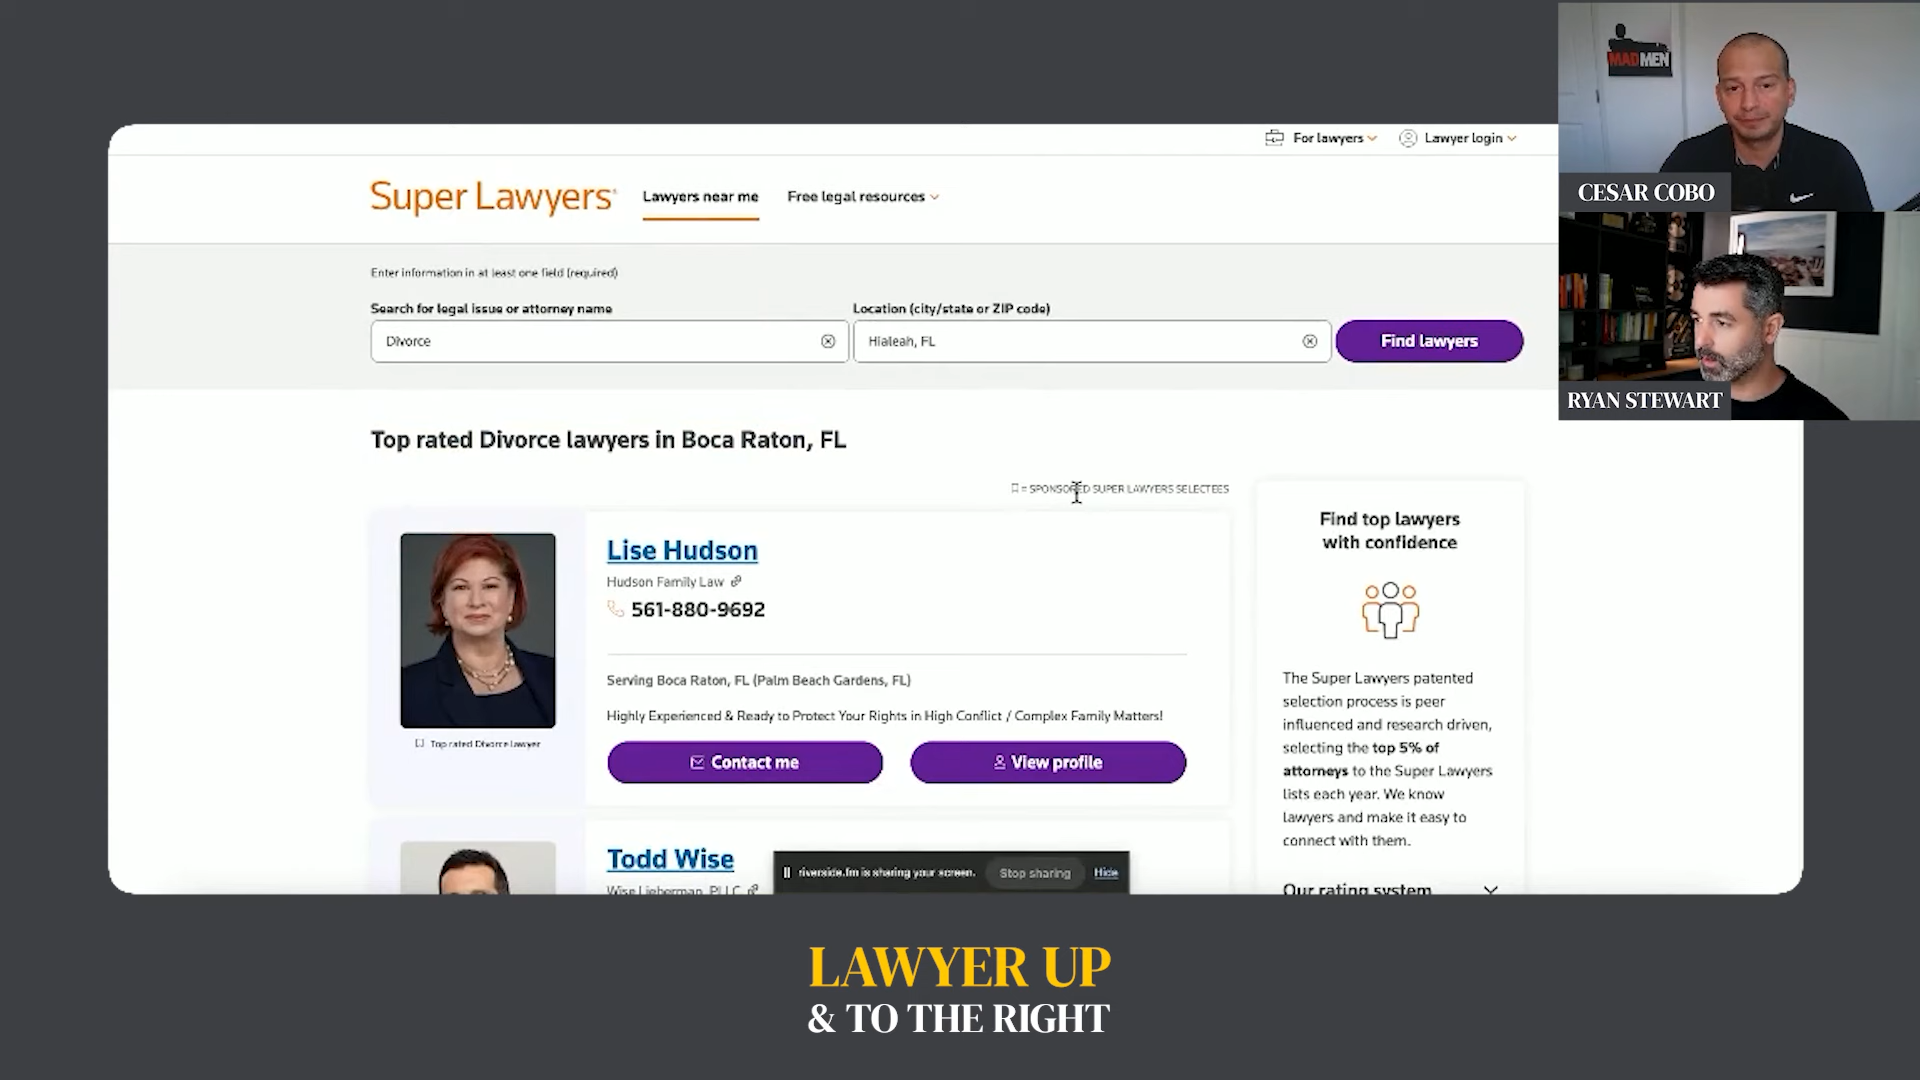 MAD MEN
CESAR COBO
RYAN STEWART
For lawyers
Lawyer login
Super Lawyers
Lawyers near me
Free legal resources
Enter information in at least one field (required)
Search for legal issue or attorney name
Location (city/state or ZIP code)
Divorce
Hialeah, FL
Find lawyers
Top rated Divorce lawyers in Boca Raton, FL
= SPONSORED SUPER LAWYERS SELECTEES
Lise Hudson
Hudson Family Law
561-880-9692
Serving Boca Raton, FL (Palm Beach Gardens, FL)
Highly Experienced & Ready to Protect Your Rights in High Conflict / Complex Family Matters!
Top rated Divorce lawyer
Contact me
View profile
Find top lawyers
with confidence
The Super Lawyers patented
selection process is peer
influenced and research driven,
selecting the top 5% of
attorneys to the Super Lawyers
lists each year. We know
lawyers and make it easy to
connect with them.
Our rating system
Todd Wise
Wise Lieberman, PLLC
riverside.fm is sharing your screen.
Stop sharing
Hide
LAWYER UP
& TO THE RIGHT